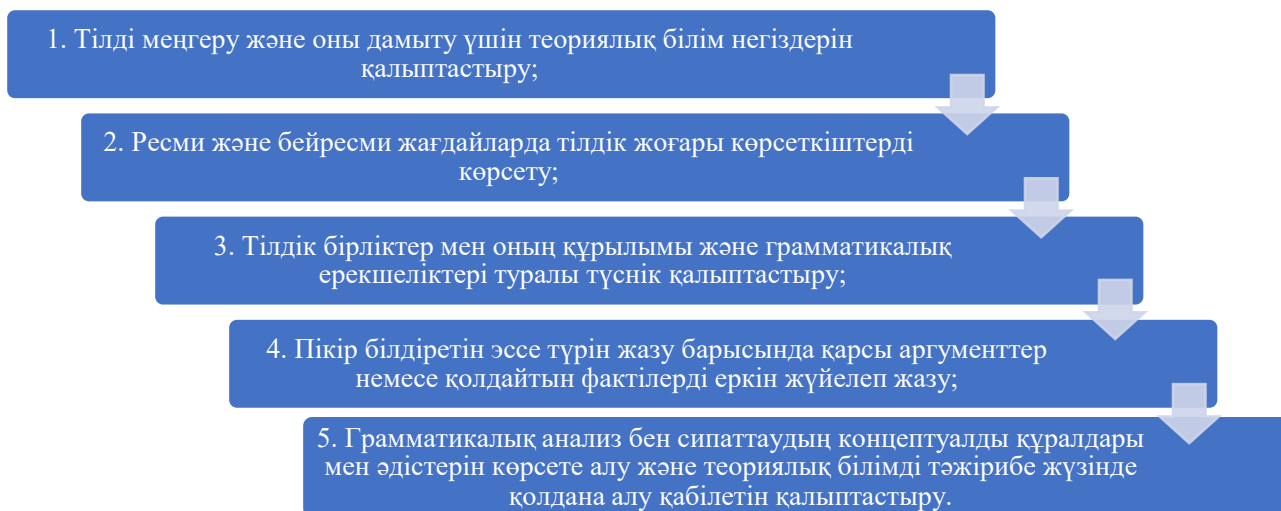 1. Тілді меңгеру және оны дамыту үшін теориялық білім негіздерін
қалыптастыру;
2. Ресми және бейресми жағдайларда тілдік жоғары көрсеткіштерді
көрсету;
3. Тілдік бірліктер мен оның құрылымы және грамматикалық
ерекшеліктері туралы түснік қалыптастыру;
4. Пікір білдіретін эссе түрін жазу барысында қарсы аргументтер
немесе қолдайтын фактілерді еркін жүйелеп жазу;
5. Грамматикалық анализ бен сипаттаудың концептуалды құралдары
мен әдістерін көрсете алу және теориялық білімді тәжірибе жүзінде
қолдана алу қабілетін қалыптастыру.